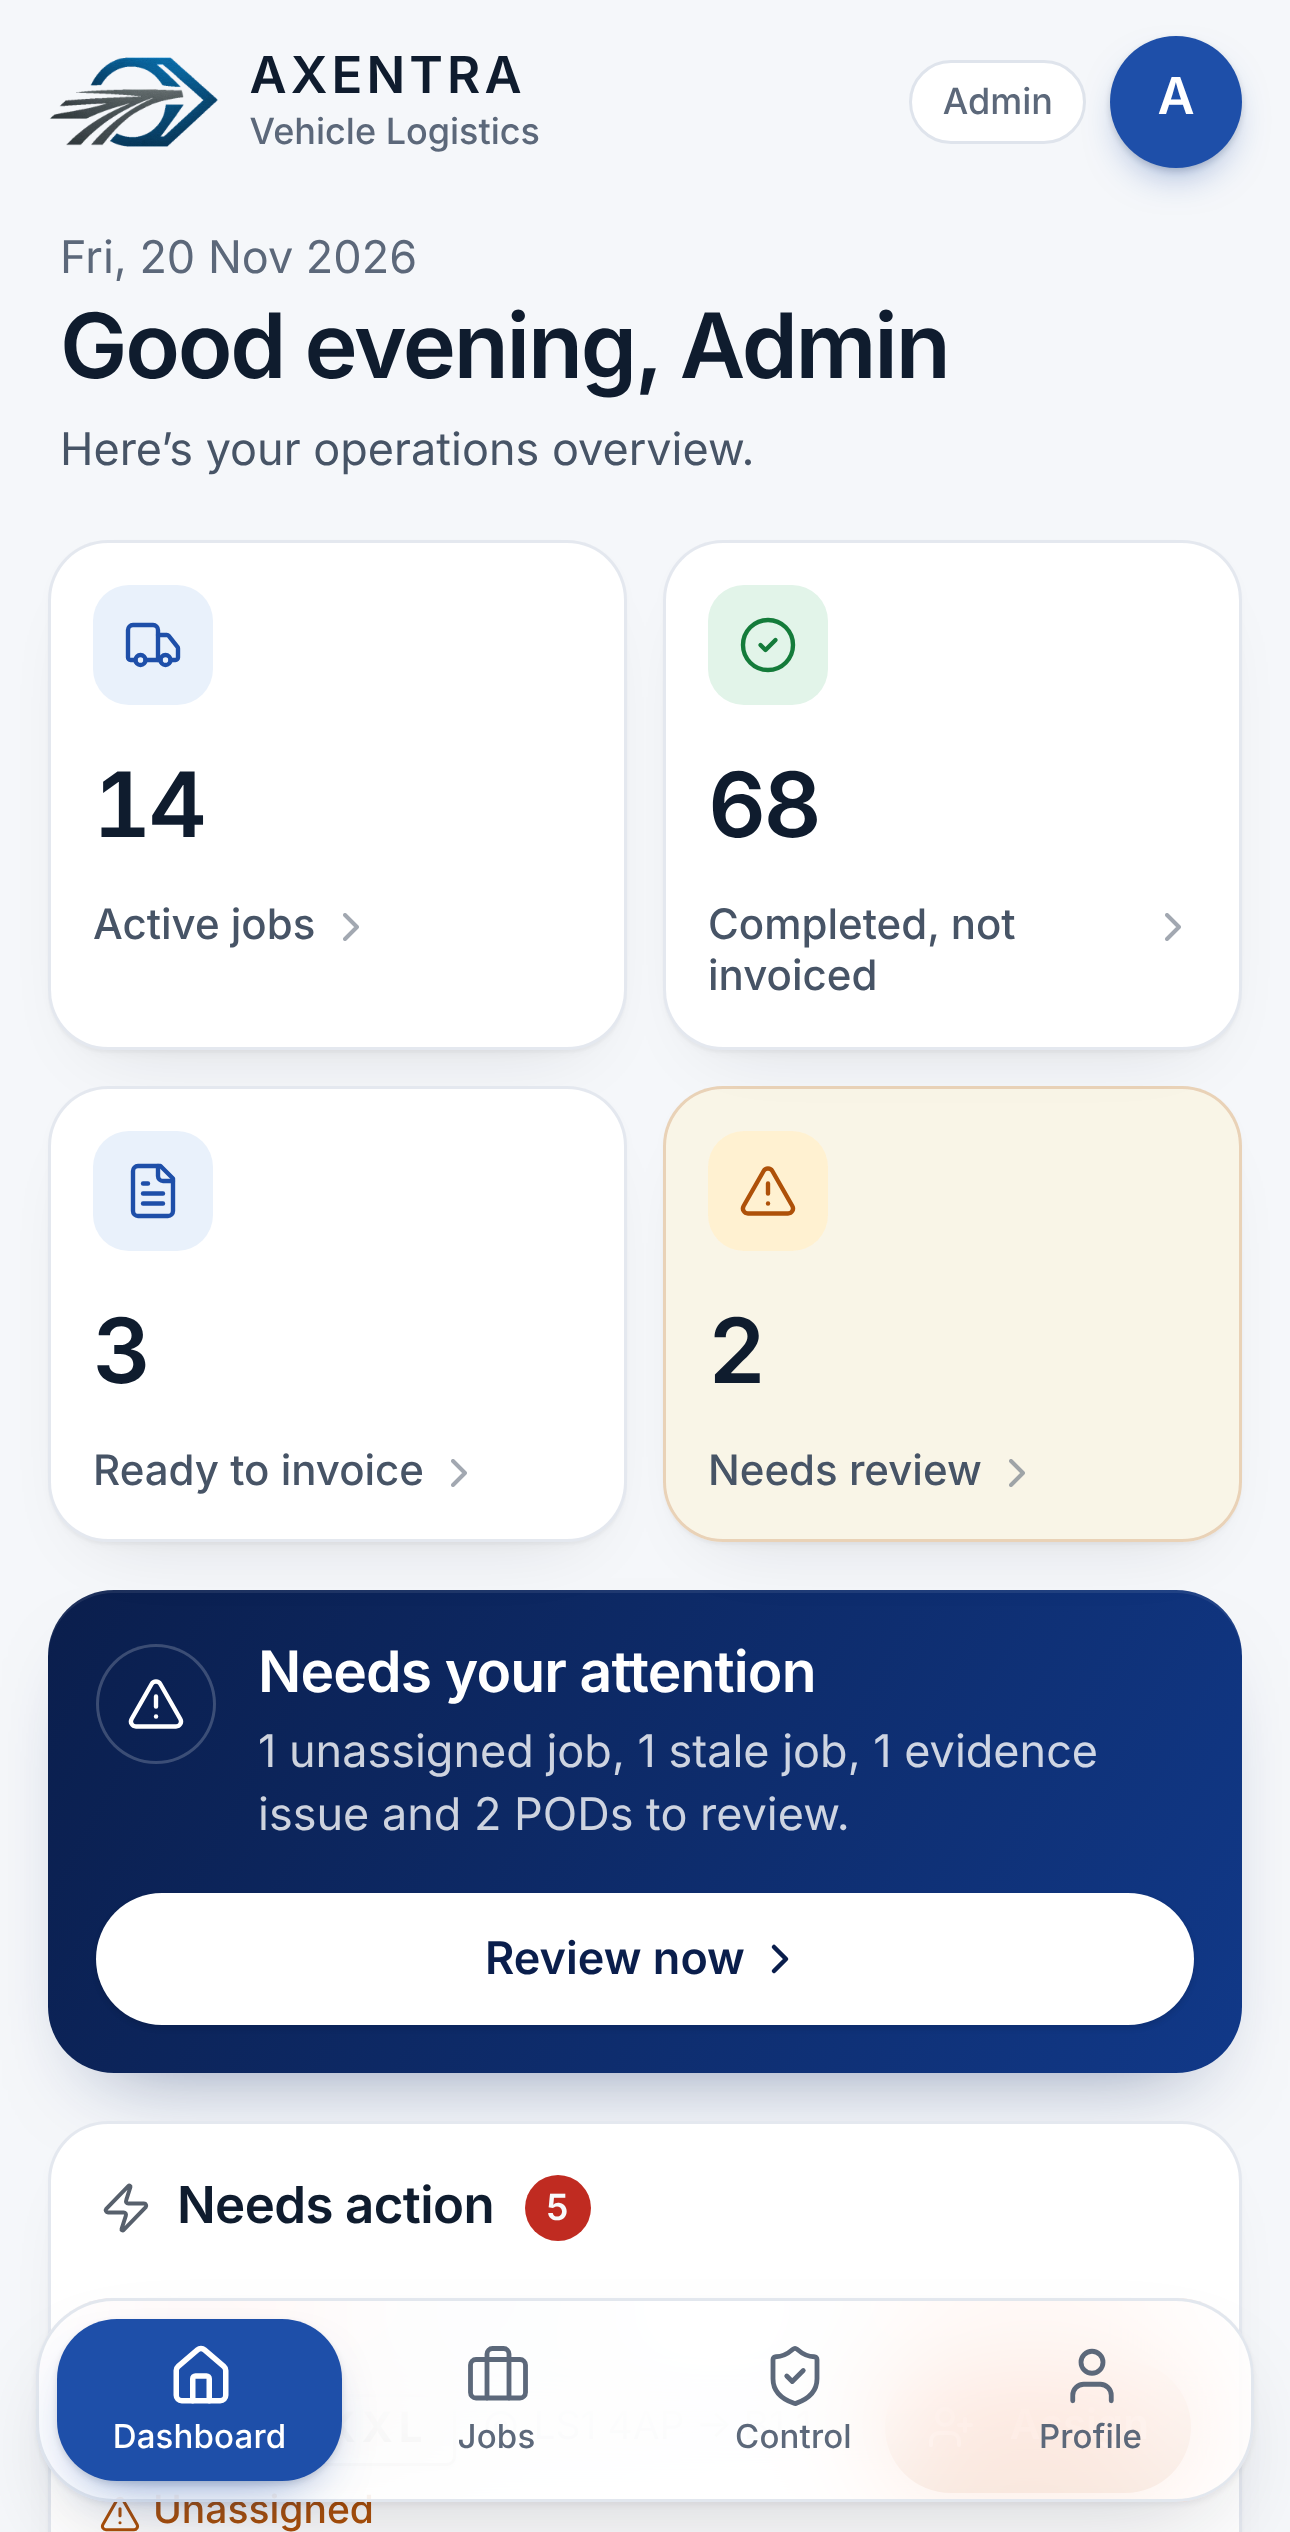 AXENTRA
Vehicle Logistics
Admin
A
Fri, 20 Nov 2026
Good evening, Admin
Here’s your operations overview.
14
Active jobs
68
Completed, not
invoiced
3
Ready to invoice
2
Needs review
Needs your attention
1 unassigned job, 1 stale job, 1 evidence
issue and 2 PODs to review.
Review now
Needs action
5
Dashboard
Jobs
Control
Profile
Unassigned